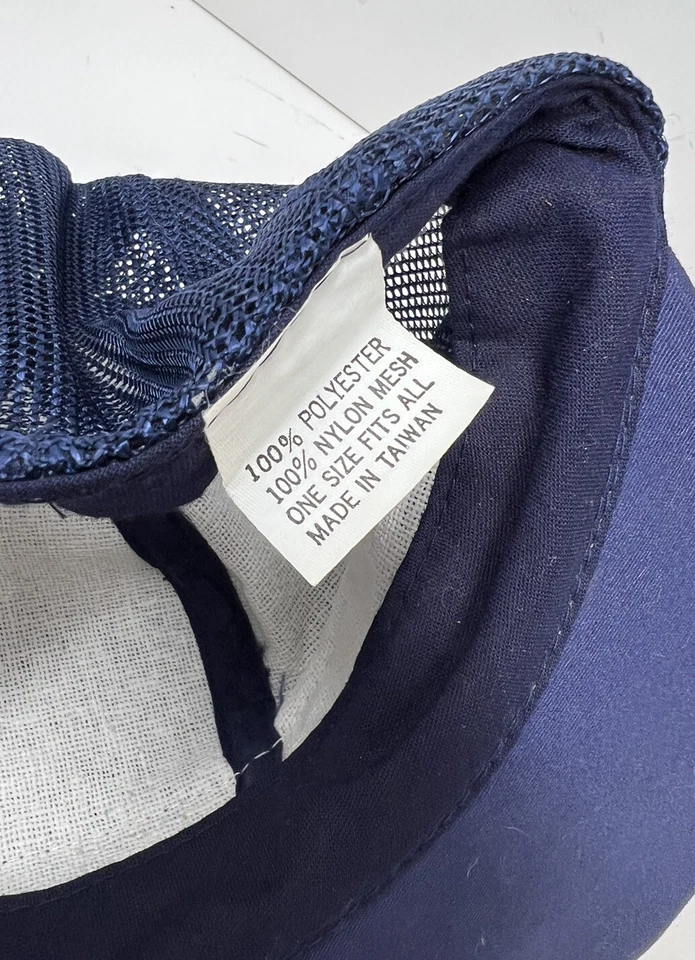 100% POLYESTER
100% NYLON MESH
ONE SIZE FITS ALL
MADE IN TAIWAN